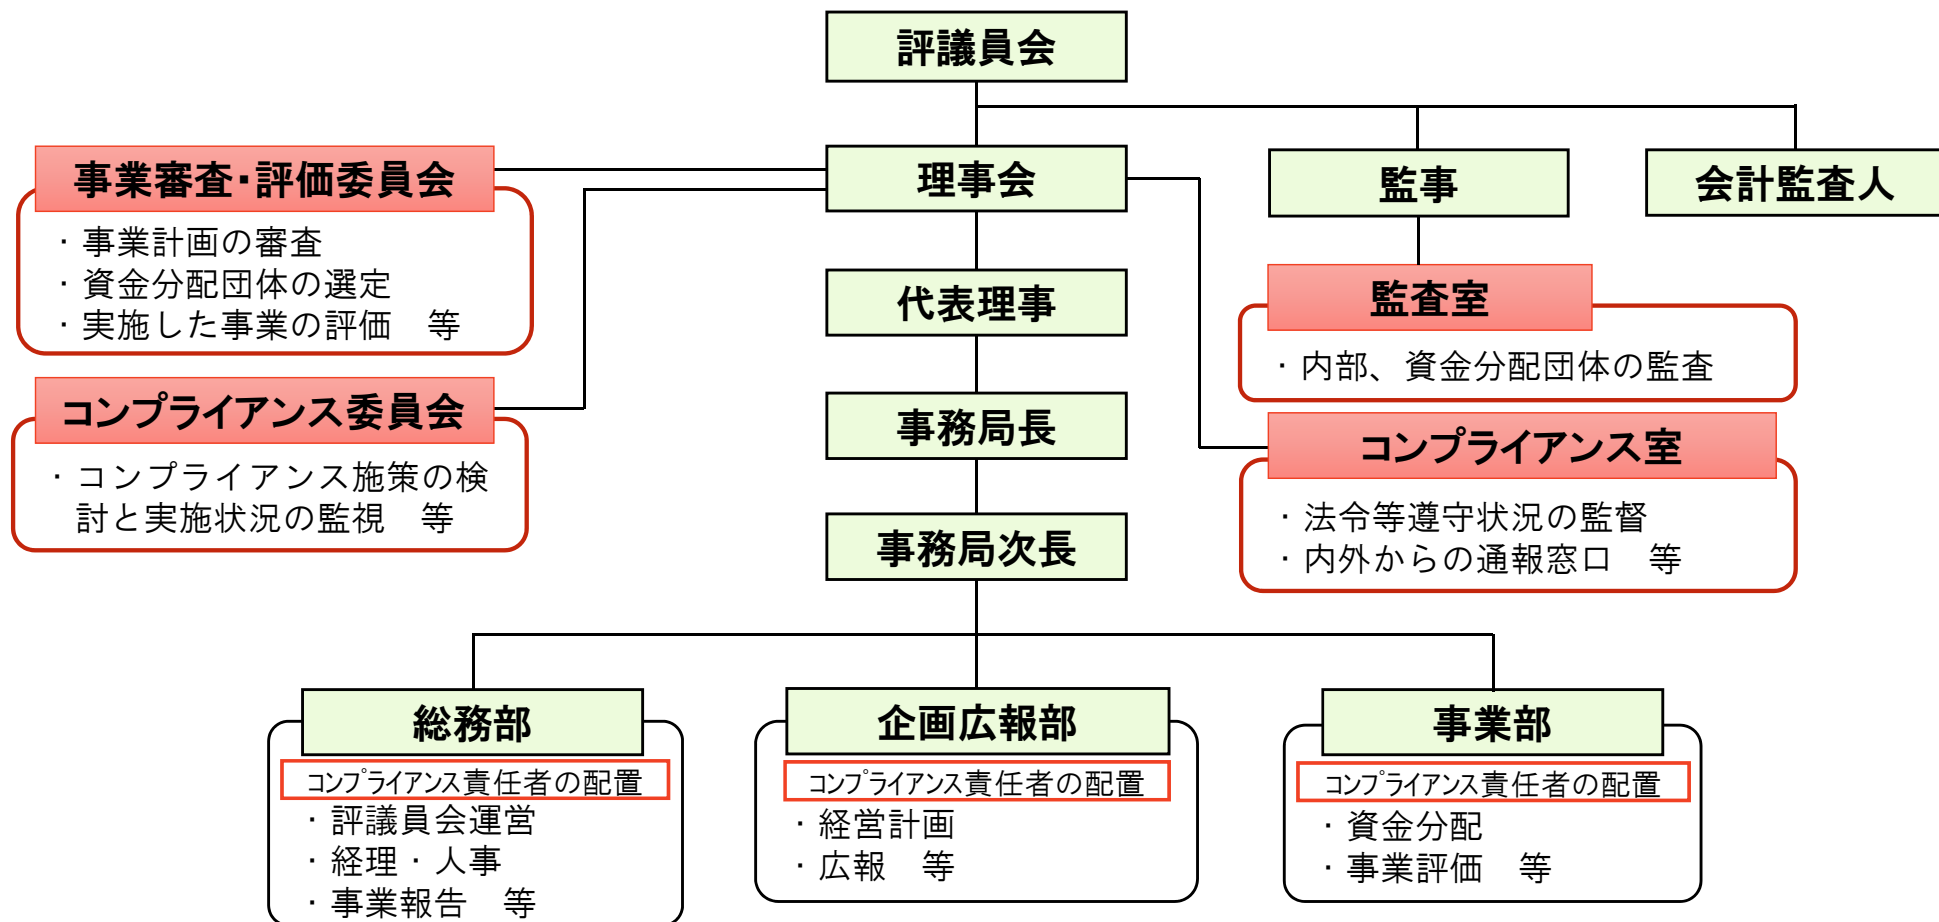 評議員会
事業審査・評価委員会
理事会
監事
会計監査人
・事業計画の審査
・資金分配団体の選定
・実施した事業の評価　等
代表理事
監査室
・内部、資金分配団体の監査
コンプライアンス委員会
・コンプライアンス施策の検
討と実施状況の監視　等
事務局長
コンプライアンス室
・法令等遵守状況の監督
・内外からの通報窓口　等
事務局次長
総務部
コンプライアンス責任者の配置
・評議員会運営
・経理・人事
・事業報告　等
企画広報部
コンプライアンス責任者の配置
・経営計画
・広報　等
事業部
コンプライアンス責任者の配置
・資金分配
・事業評価　等